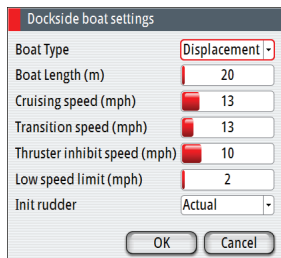 Dockside boat settings
Boat Type Displacement
Boat Length (m) 20
Cruising speed (mph) 13
Transition speed (mph) 13
Thruster inhibit speed (mph) 10
Low speed limit (mph) 2
Init rudder Actual
OK Cancel